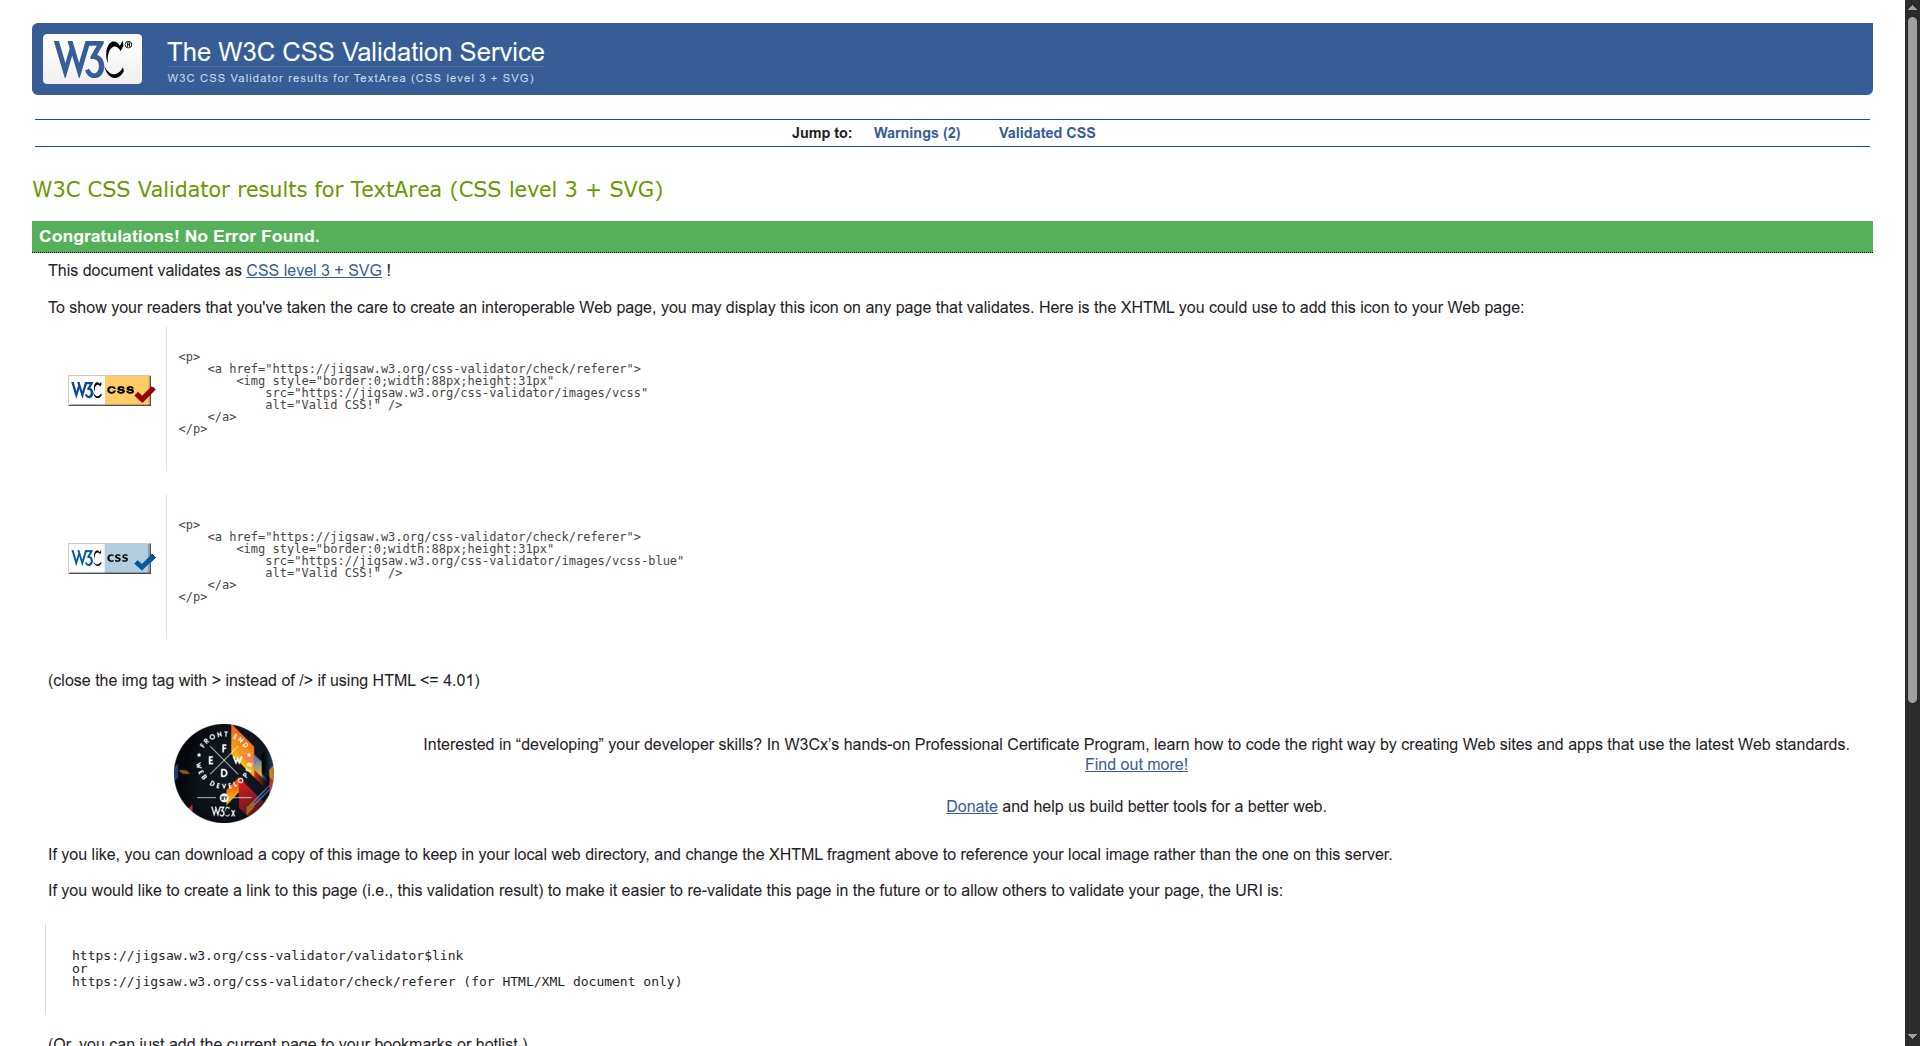 W3C®
The W3C CSS Validation Service
W3C CSS Validator results for TextArea (CSS level 3 + SVG)
Jump to: Warnings (2) Validated CSS
W3C CSS Validator results for TextArea (CSS level 3 + SVG)
Congratulations! No Error Found.
This document validates as CSS level 3 + SVG !
To show your readers that you've taken the care to create an interoperable Web page, you may display this icon on any page that validates. Here is the XHTML you could use to add this icon to your Web page:
W3C css
<p>
    <a href="https://jigsaw.w3.org/css-validator/check/referer">
        <img style="border:0;width:88px;height:31px"
            src="https://jigsaw.w3.org/css-validator/images/vcss"
            alt="Valid CSS!" />
    </a>
</p>
W3C css
<p>
    <a href="https://jigsaw.w3.org/css-validator/check/referer">
        <img style="border:0;width:88px;height:31px"
            src="https://jigsaw.w3.org/css-validator/images/vcss-blue"
            alt="Valid CSS!" />
    </a>
</p>
(close the img tag with > instead of /> if using HTML <= 4.01)
FRONT END
F E W D
WEB DEVELOPER
BY
W3Cx
Interested in “developing” your developer skills? In W3Cx’s hands-on Professional Certificate Program, learn how to code the right way by creating Web sites and apps that use the latest Web standards.
Find out more!
Donate and help us build better tools for a better web.
If you like, you can download a copy of this image to keep in your local web directory, and change the XHTML fragment above to reference your local image rather than the one on this server.
If you would like to create a link to this page (i.e., this validation result) to make it easier to re-validate this page in the future or to allow others to validate your page, the URI is:
https://jigsaw.w3.org/css-validator/validator$link
or
https://jigsaw.w3.org/css-validator/check/referer (for HTML/XML document only)
(Or, you can just add the current page to your bookmarks or hotlist.)